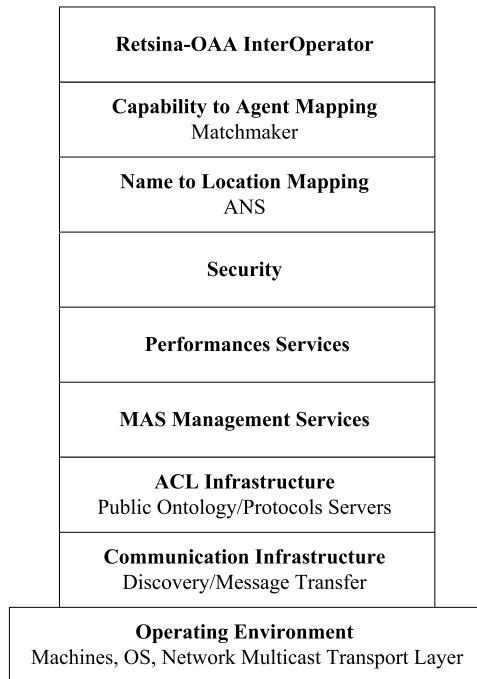 Retsina-OAA InterOperator
Capability to Agent Mapping
Matchmaker
Name to Location Mapping
ANS
Security
Performances Services
MAS Management Services
ACL Infrastructure
Public Ontology/Protocols Servers
Communication Infrastructure
Discovery/Message Transfer
Operating Environment
Machines, OS, Network Multicast Transport Layer